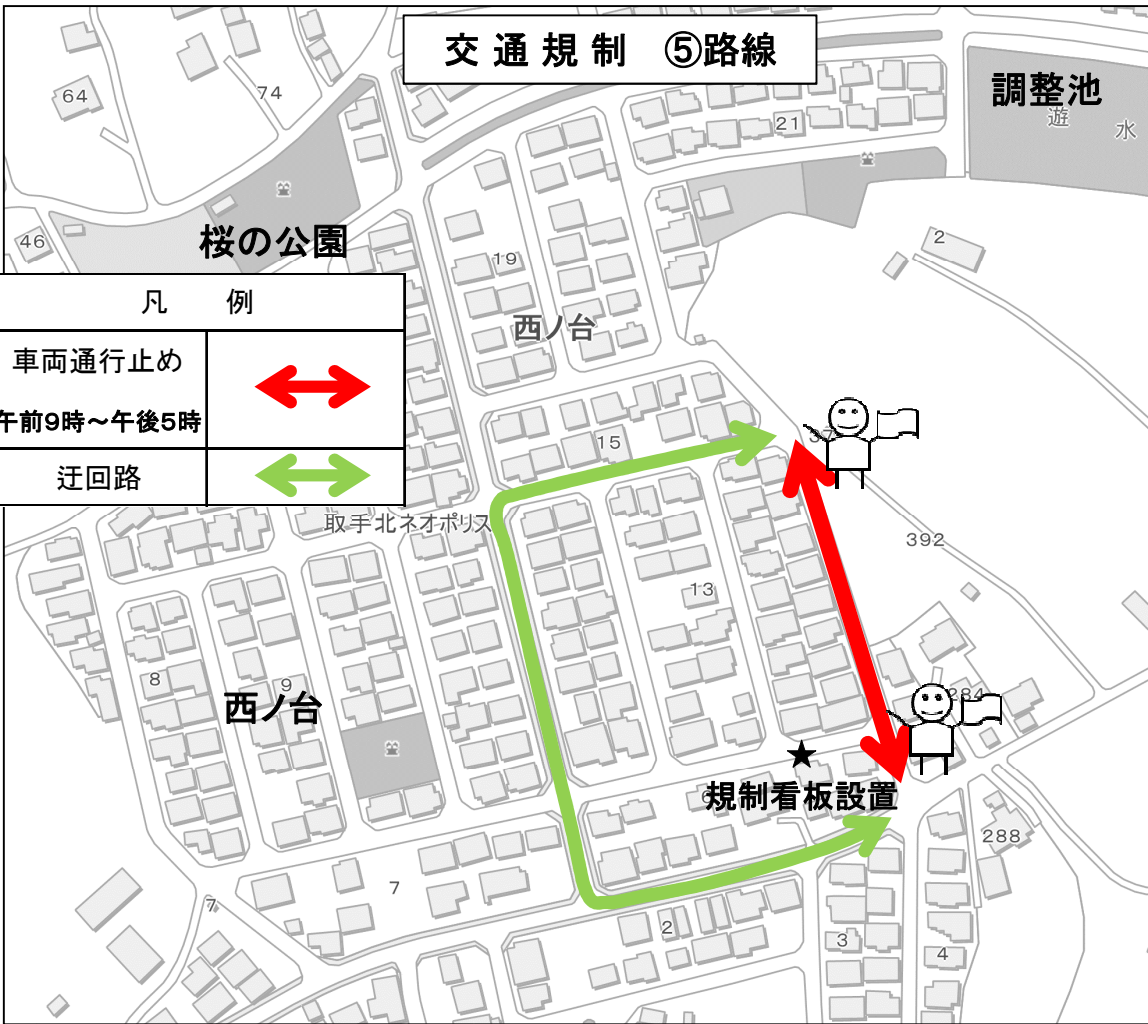 交通規制 ⑤路線
調整池
遊 水
64
74
21
46
桜の公園
2
19
凡 例
西ノ台
車両通行止め
午前9時～午後5時
15
37
迂回路
取手北ネオポリス
392
13
8
9
西ノ台
284
★
規制看板設置
6
288
7
7
2
3
4